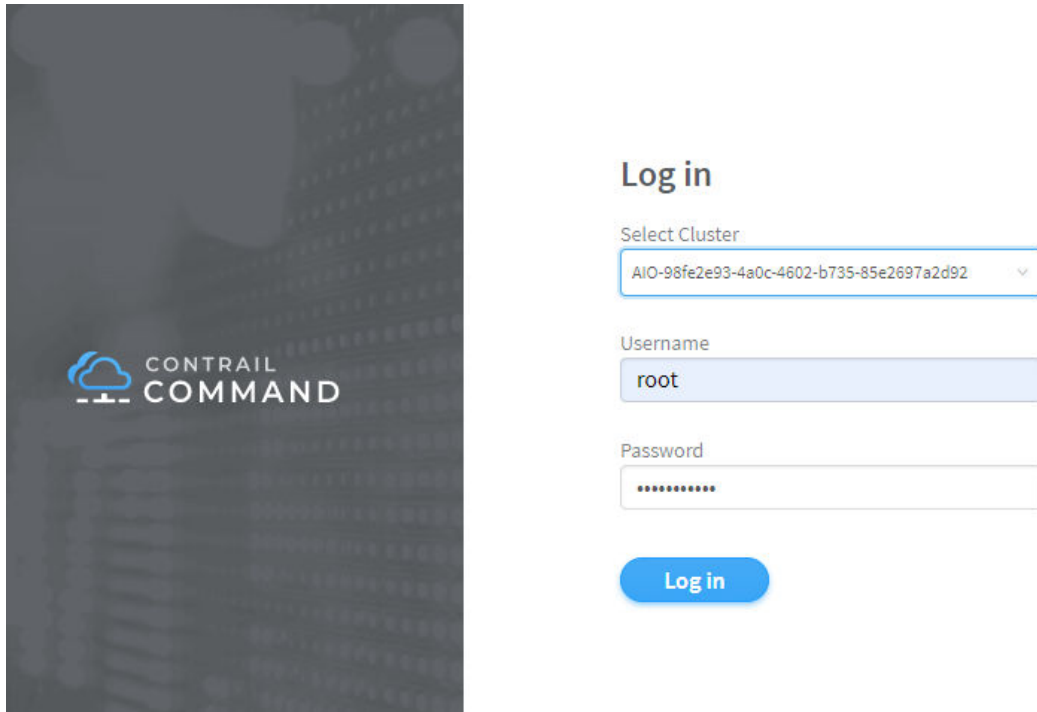 CONTRAIL
COMMAND
Log in
Select Cluster
AIO-98fe2e93-4a0c-4602-b735-85e2697a2d92
Username
root
Password
•••••••••••
Log in